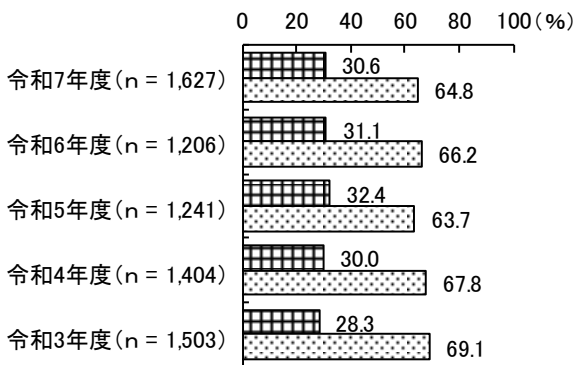 0 20 40 60 80 100(%)
令和7年度(n = 1,627) 30.6
64.8
令和6年度(n = 1,206) 31.1
66.2
令和5年度(n = 1,241) 32.4
63.7
令和4年度(n = 1,404) 30.0
67.8
令和3年度(n = 1,503) 28.3
69.1